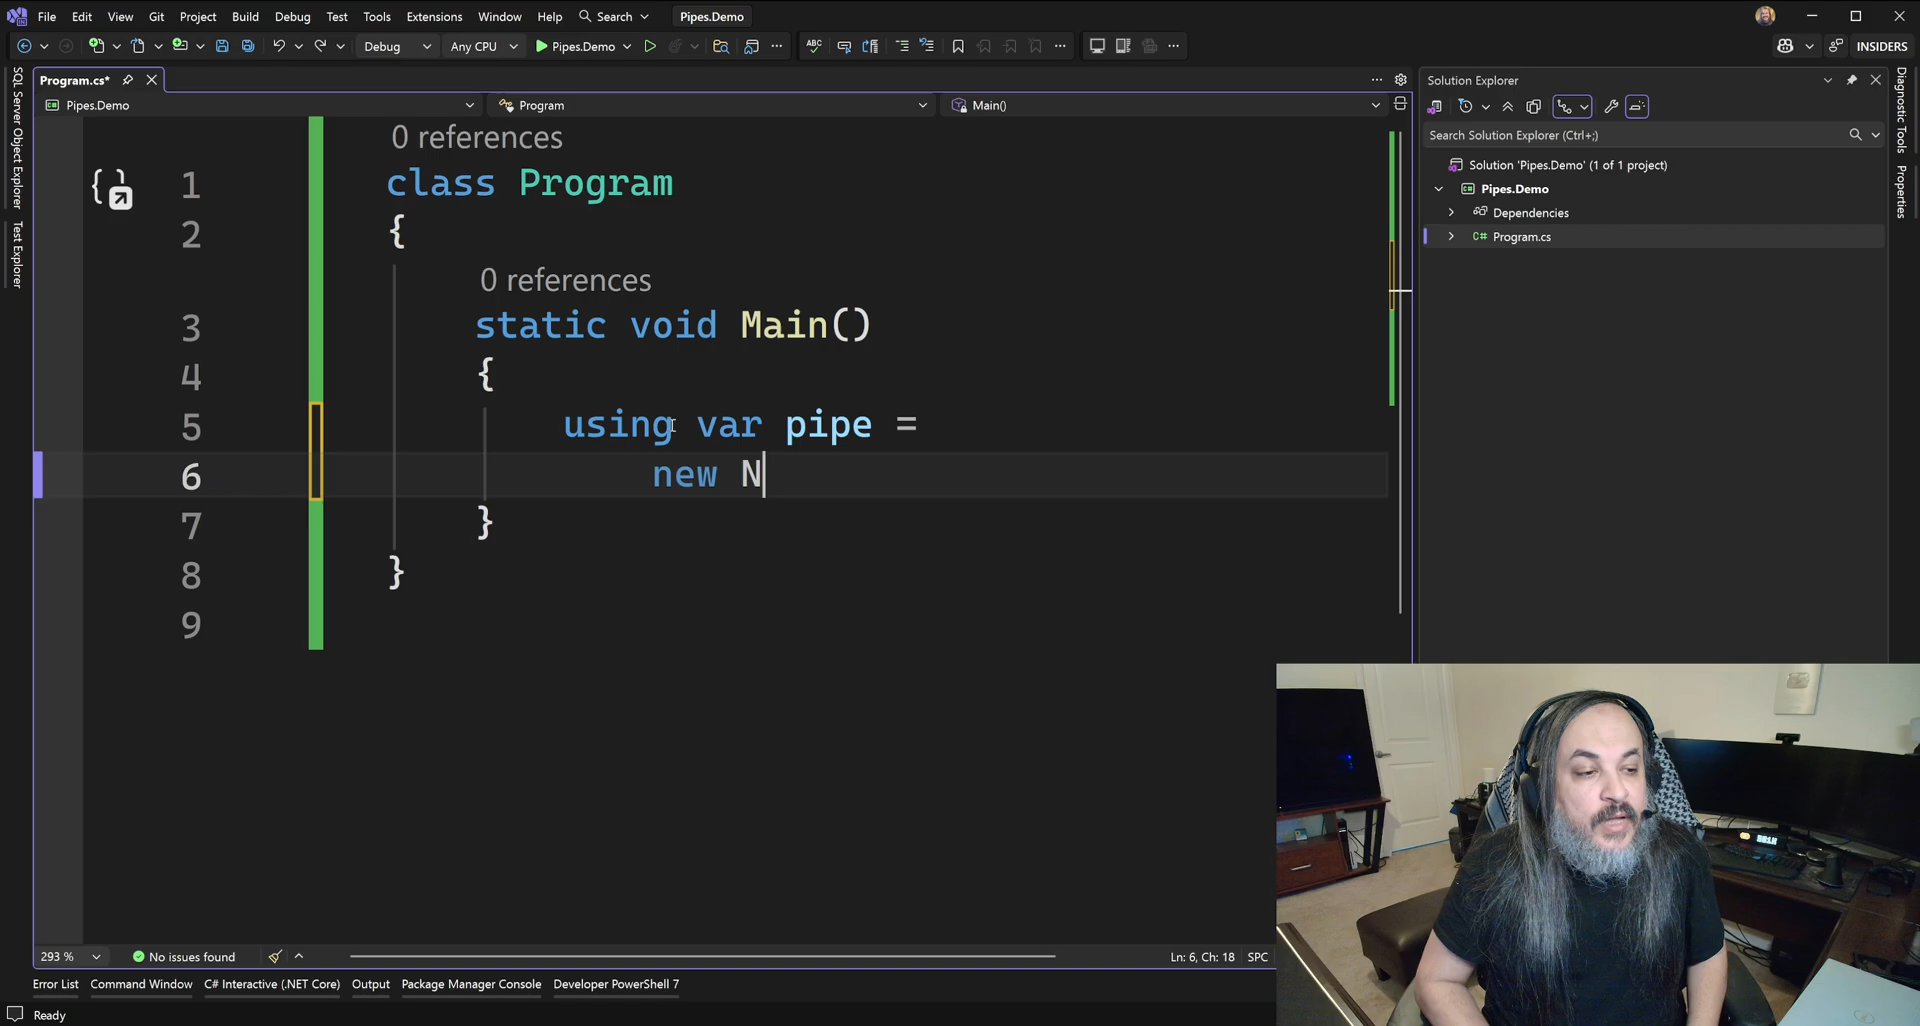 File Edit View Git Project Build Debug Test Tools Extensions Window Help Search Pipes.Demo
Debug Any CPU Pipes.Demo INSIDERS
SQL Server Object Explorer
Test Explorer
Program.cs*
Pipes.Demo Program Main()
0 references
1 class Program
2 {
0 references
3 static void Main()
4 {
5 using var pipe =
6 new N
7 }
8 }
9
Solution Explorer
Search Solution Explorer (Ctrl+;)
Solution 'Pipes.Demo' (1 of 1 project)
Pipes.Demo
Dependencies
C# Program.cs
Diagnostic Tools
Properties
293 % No issues found Ln: 6, Ch: 18 SPC
Error List Command Window C# Interactive (.NET Core) Output Package Manager Console Developer PowerShell 7
Ready